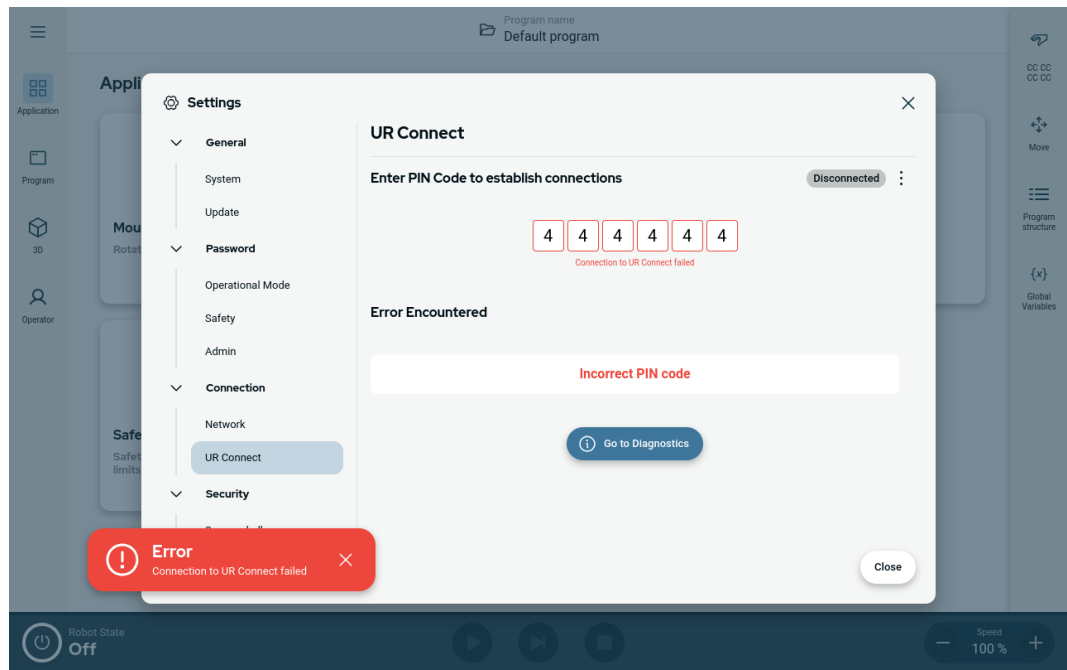 Program name
Default program
CC CC
CC CC
Application
Move
Program
Program
structure
3D
Global
Variables
Operator
Appli
Mou
Rotat
Safe
Safet
limits
Settings
General
System
Update
Password
Operational Mode
Safety
Admin
Connection
Network
UR Connect
Security
UR Connect
Enter PIN Code to establish connections
Disconnected
4 4 4 4 4 4
Connection to UR Connect failed
Error Encountered
Incorrect PIN code
Go to Diagnostics
Close
Error
Connection to UR Connect failed
Robot State
Off
Speed
100 %